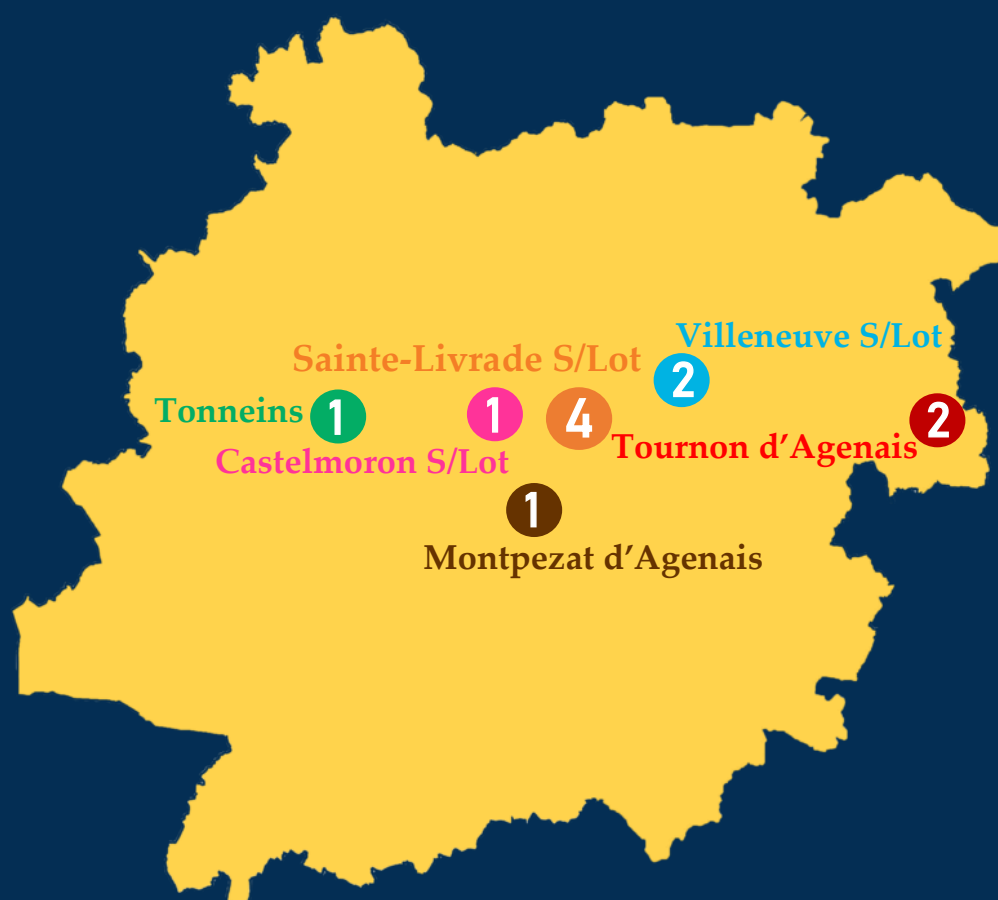 Villeneuve S/Lot
2
Sainte-Livrade S/Lot
4
Tonneins 1
1
Castelmoron S/Lot
2
Tournon d’Agenais
1
Montpezat d’Agenais